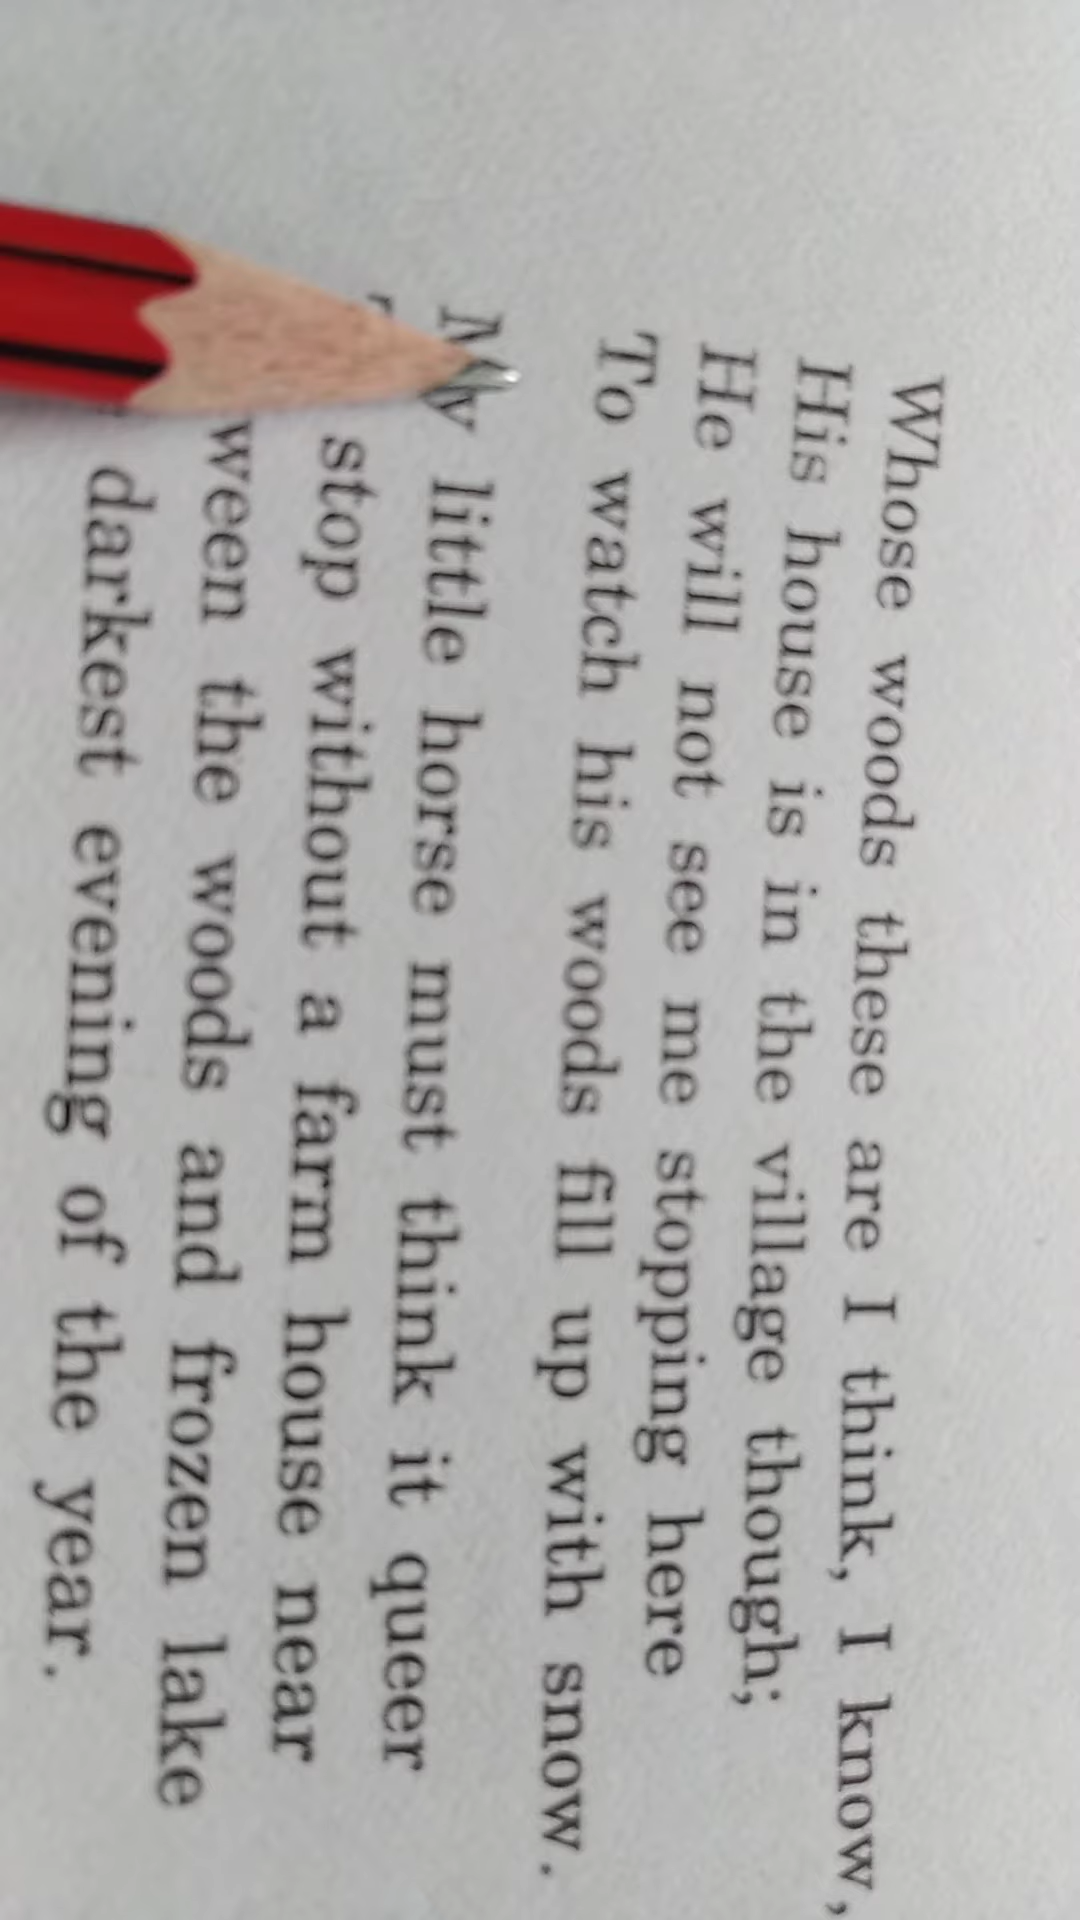 Whose woods these are I think, I know,
His house is in the village though;
He will not see me stopping here
To watch his woods fill up with snow.
My little horse must think it queer
stop without a farm house near
ween the woods and frozen lake
darkest evening of the year.